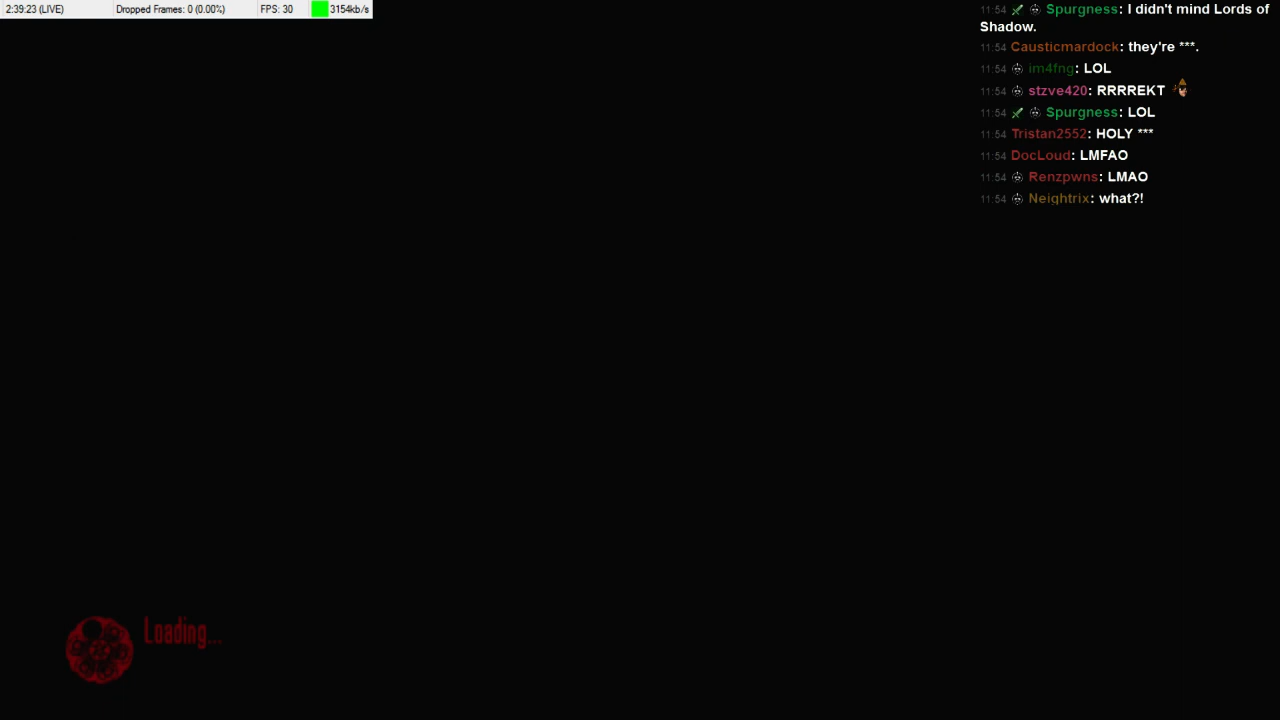 2:39:23 (LIVE) Dropped Frames: 0 (0.00%) FPS: 30 3154kb/s
11:54 Spurgness: I didn't mind Lords of
Shadow.
11:54 Causticmardock: they're ***.
11:54 im4fng: LOL
11:54 stzve420: RRRREKT
11:54 Spurgness: LOL
11:54 Tristan2552: HOLY ***
11:54 DocLoud: LMFAO
11:54 Renzpwns: LMAO
11:54 Neightrix: what?!
Loading...